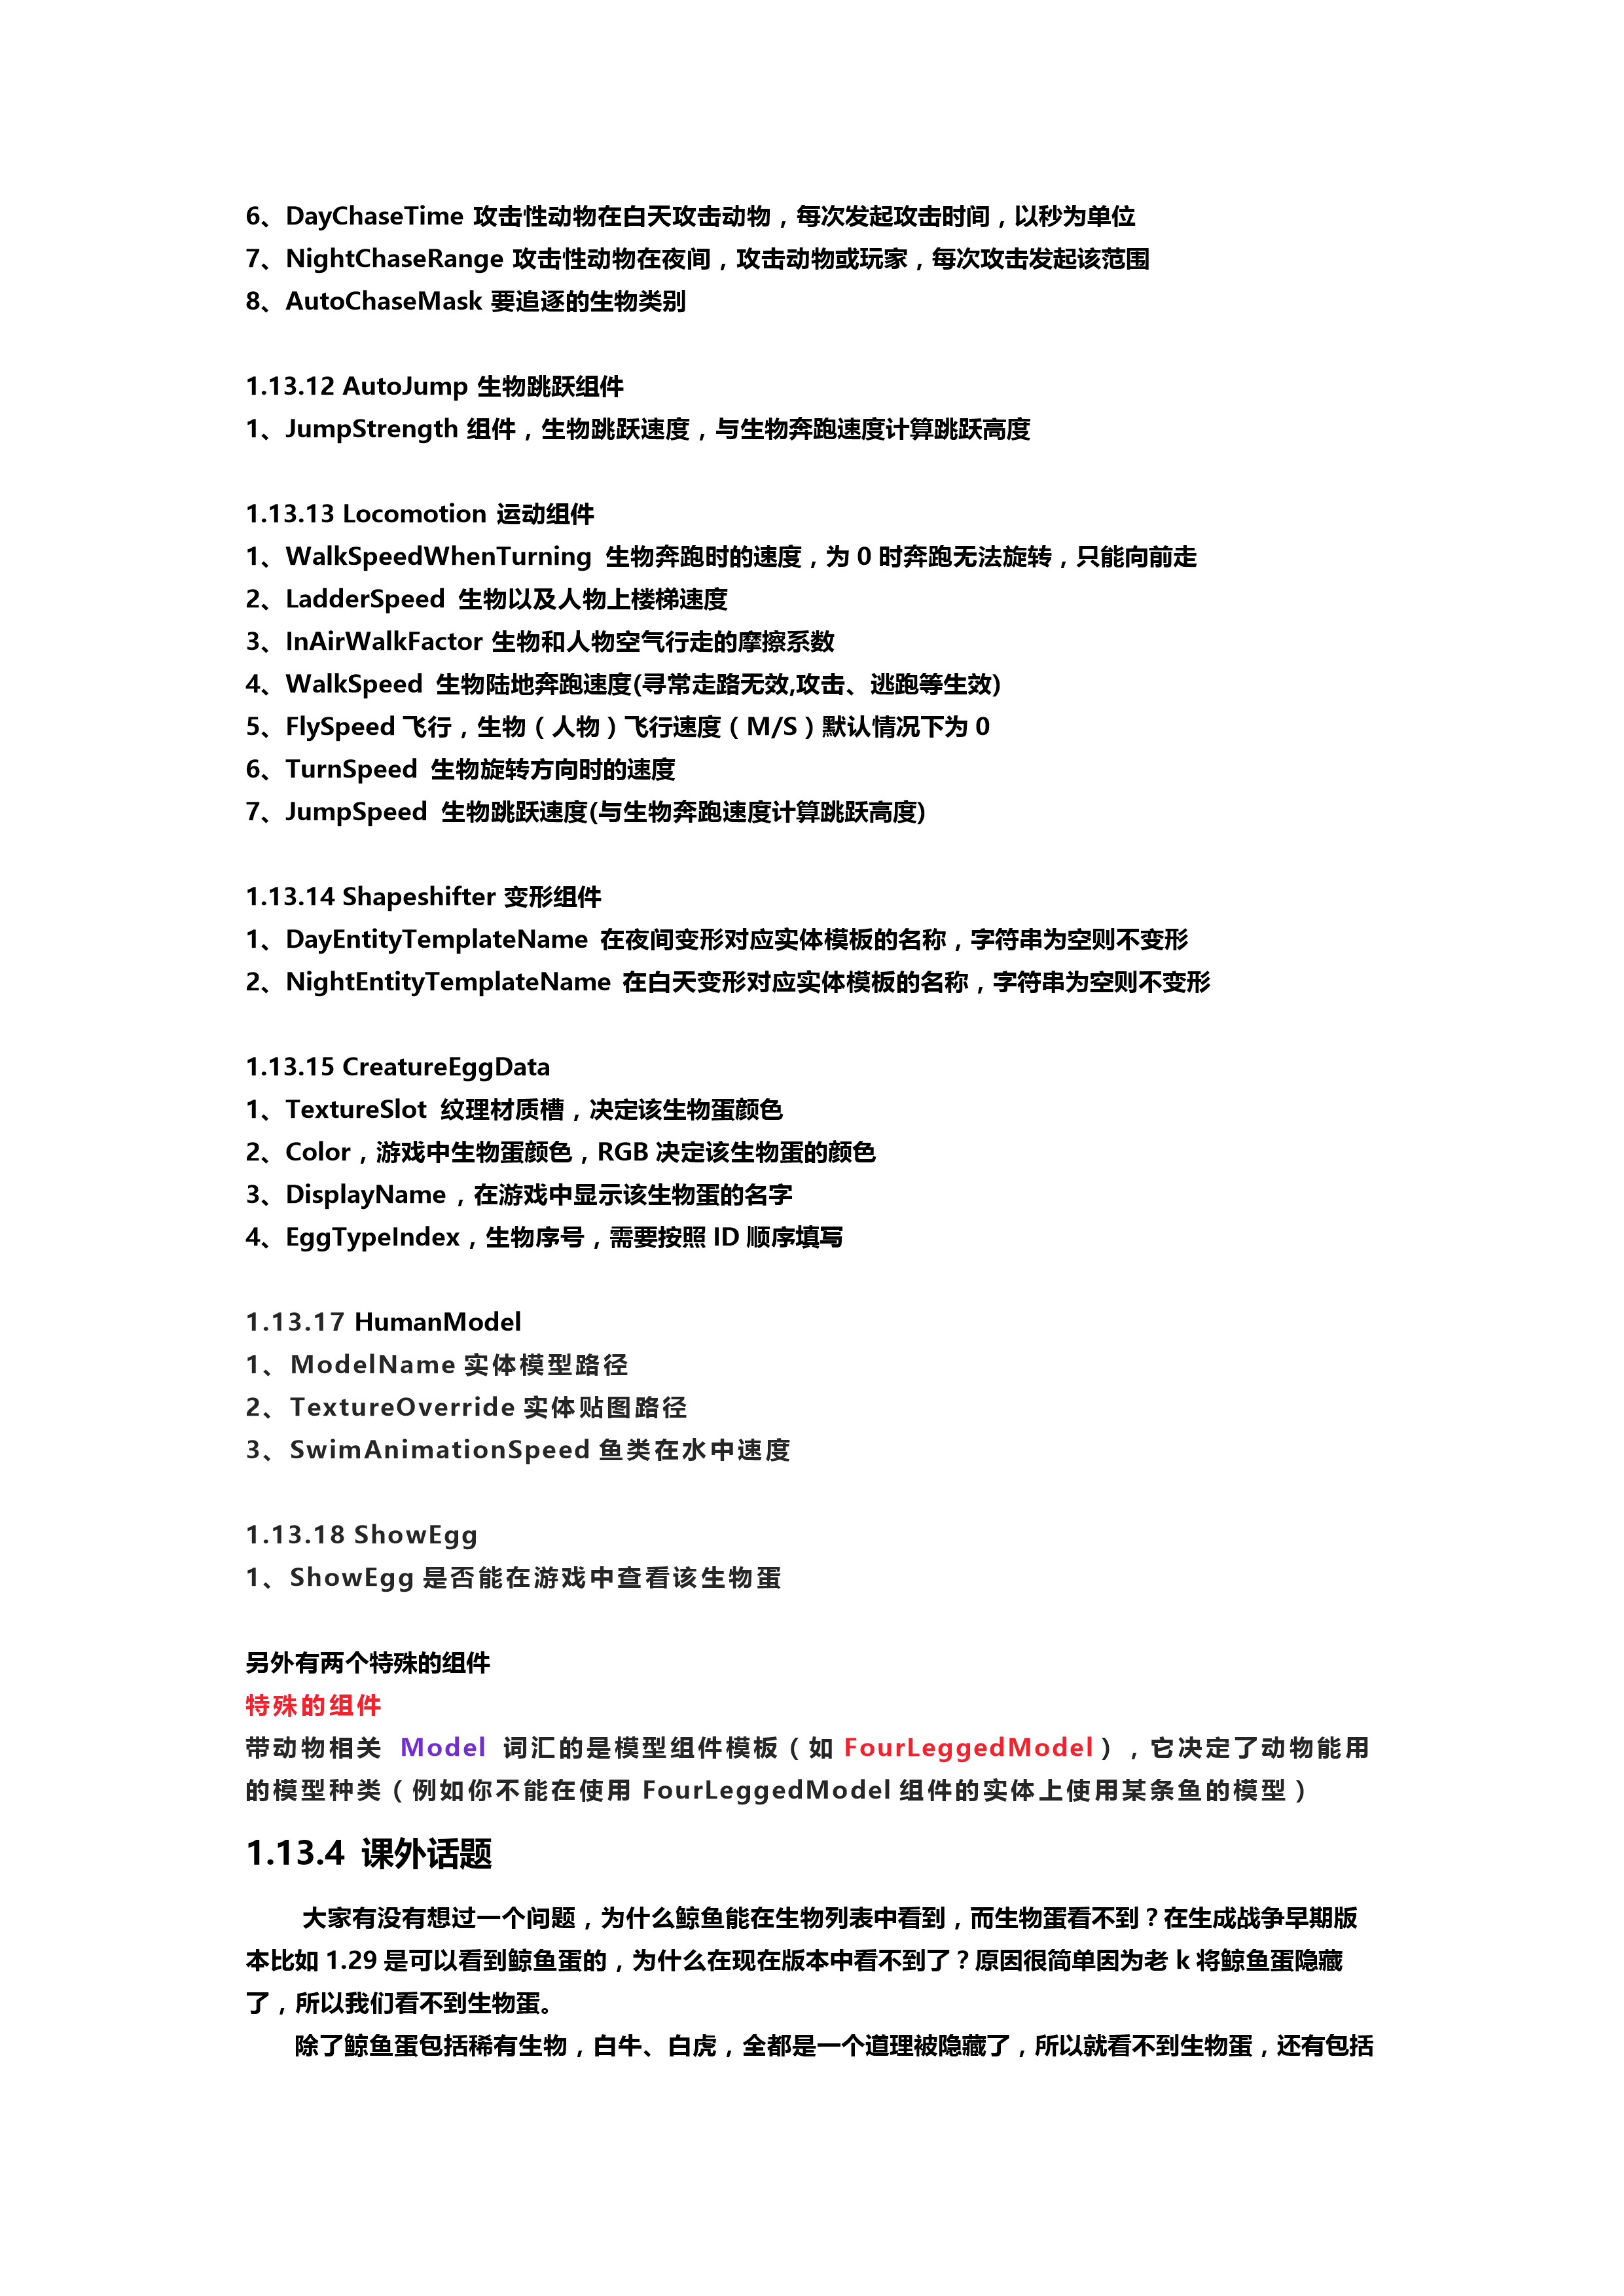 6、DayChaseTime 攻击性动物在白天攻击动物，每次发起攻击时间，以秒为单位
7、NightChaseRange 攻击性动物在夜间，攻击动物或玩家，每次攻击发起该范围
8、AutoChaseMask 要追逐的生物类别
1.13.12 AutoJump 生物跳跃组件
1、JumpStrength 组件，生物跳跃速度，与生物奔跑速度计算跳跃高度
1.13.13 Locomotion 运动组件
1、WalkSpeedWhenTurning 生物奔跑时的速度，为 0 时奔跑无法旋转，只能向前走
2、LadderSpeed 生物以及人物上楼梯速度
3、InAirWalkFactor 生物和人物空气行走的摩擦系数
4、WalkSpeed 生物陆地奔跑速度(寻常走路无效,攻击、逃跑等生效)
5、FlySpeed 飞行，生物（人物）飞行速度（M/S）默认情况下为 0
6、TurnSpeed 生物旋转方向时的速度
7、JumpSpeed 生物跳跃速度(与生物奔跑速度计算跳跃高度)
1.13.14 Shapeshifter 变形组件
1、DayEntityTemplateName 在夜间变形对应实体模板的名称，字符串为空则不变形
2、NightEntityTemplateName 在白天变形对应实体模板的名称，字符串为空则不变形
1.13.15 CreatureEggData
1、TextureSlot 纹理材质槽，决定该生物蛋颜色
2、Color，游戏中生物蛋颜色，RGB 决定该生物蛋的颜色
3、DisplayName，在游戏中显示该生物蛋的名字
4、EggTypeIndex，生物序号，需要按照 ID 顺序填写
1.13.17 HumanModel
1、ModelName 实体模型路径
2、TextureOverride 实体贴图路径
3、SwimAnimationSpeed 鱼类在水中速度
1.13.18 ShowEgg
1、ShowEgg 是否能在游戏中查看该生物蛋
另外有两个特殊的组件
特殊的组件
带动物相关 Model 词汇的是模型组件模板（如 FourLeggedModel），它决定了动物能用
的模型种类（例如你不能在使用 FourLeggedModel 组件的实体上使用某条鱼的模型）
1.13.4 课外话题
大家有没有想过一个问题，为什么鲸鱼能在生物列表中看到，而生物蛋看不到？在生成战争早期版
本比如 1.29 是可以看到鲸鱼蛋的，为什么在现在版本中看不到了？原因很简单因为老 k 将鲸鱼蛋隐藏
了，所以我们看不到生物蛋。
除了鲸鱼蛋包括稀有生物，白牛、白虎，全都是一个道理被隐藏了，所以就看不到生物蛋，还有包括